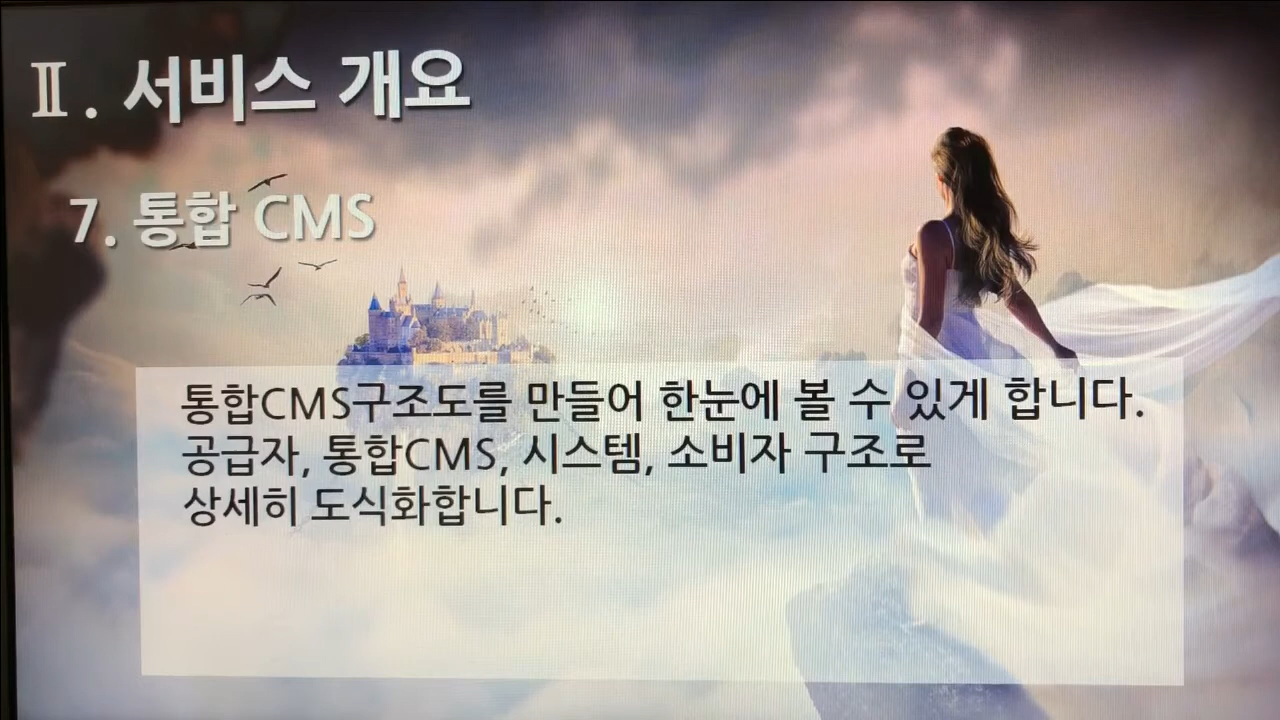 Ⅱ. 서비스 개요
7. 통합 CMS
통합CMS구조도를 만들어 한눈에 볼 수 있게 합니다.
공급자, 통합CMS, 시스템, 소비자 구조로
상세히 도식화합니다.